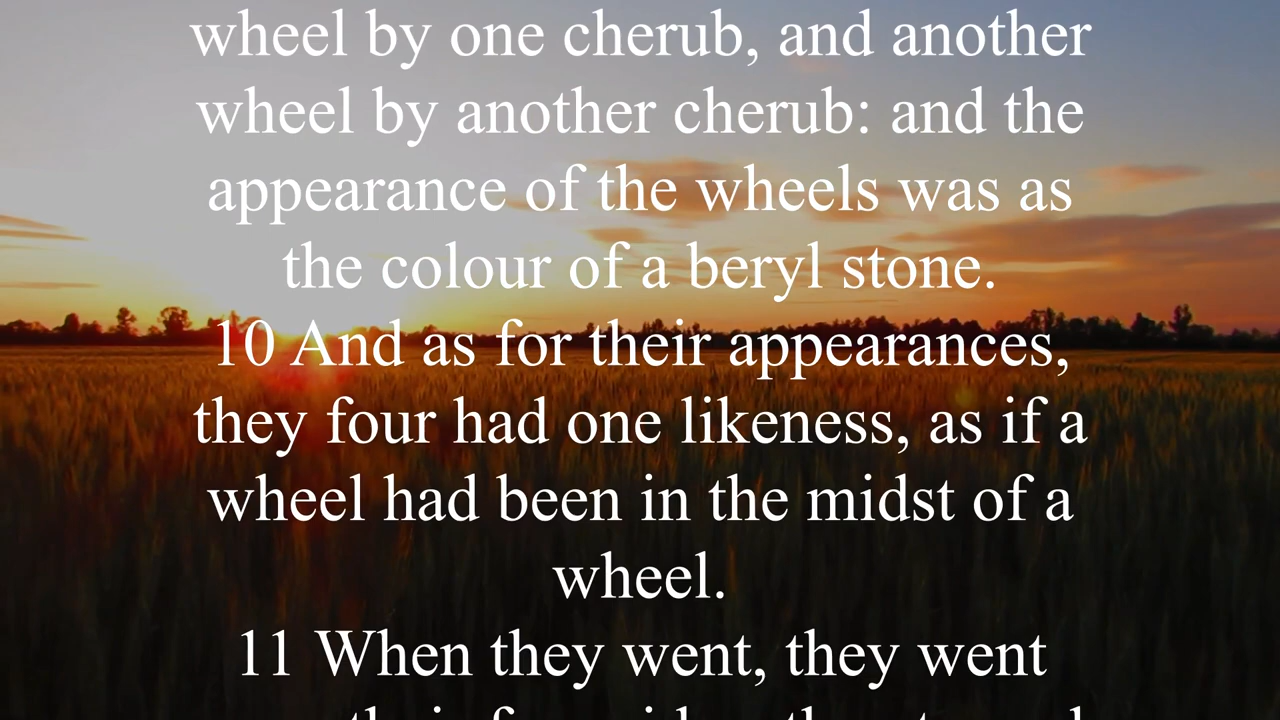 wheel by one cherub, and another
wheel by another cherub: and the
appearance of the wheels was as
the colour of a beryl stone.
10 And as for their appearances,
they four had one likeness, as if a
wheel had been in the midst of a
wheel.
11 When they went, they went